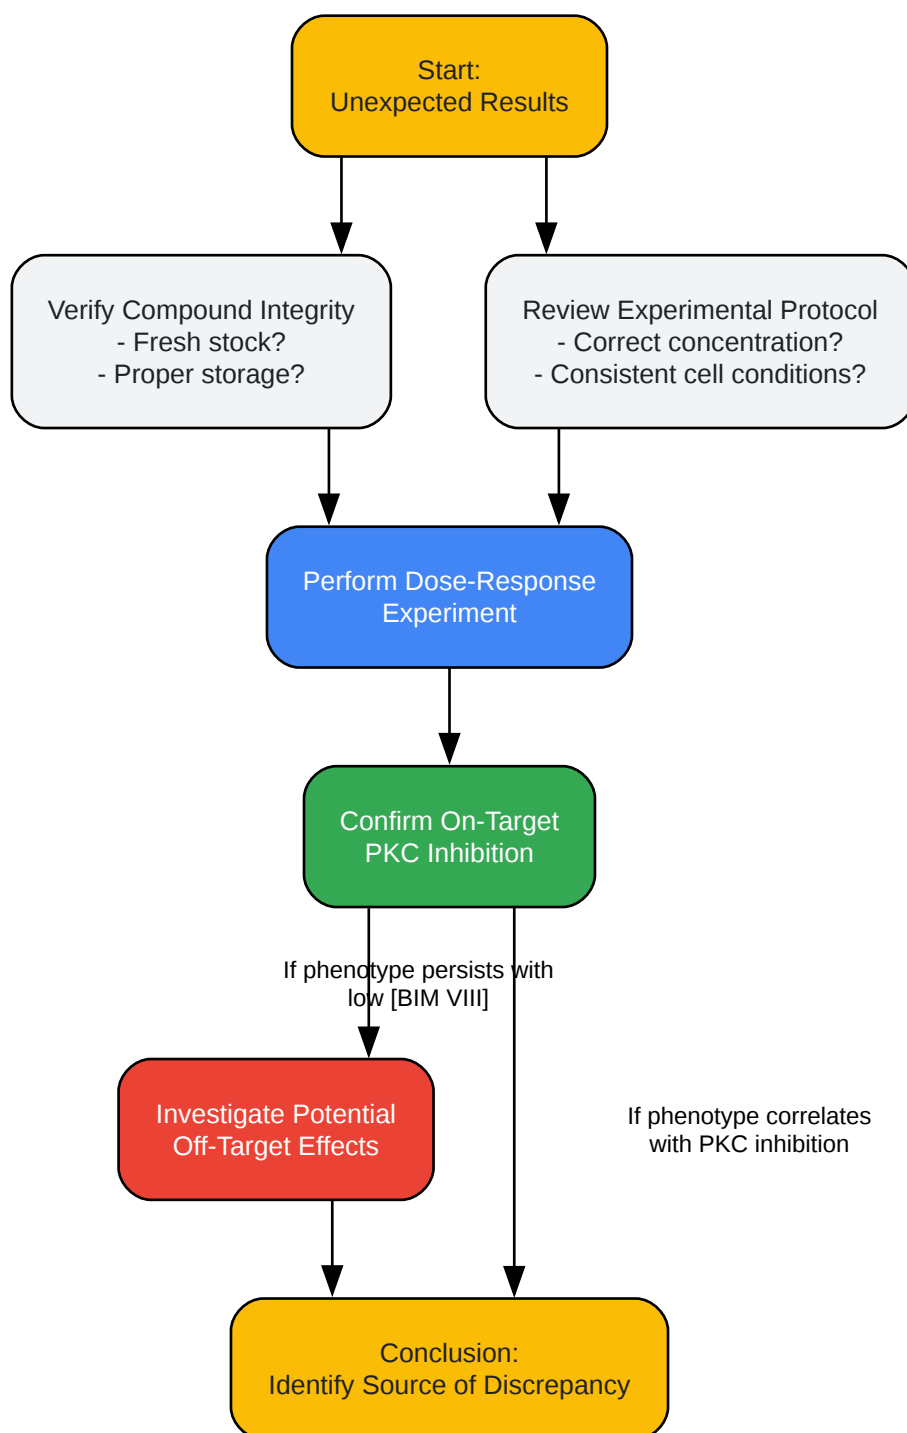 Start:
Unexpected Results
Verify Compound Integrity
- Fresh stock?
- Proper storage?
Review Experimental Protocol
- Correct concentration?
- Consistent cell conditions?
Perform Dose-Response
Experiment
Confirm On-Target
PKC Inhibition
If phenotype persists with
low [BIM VIII]
Investigate Potential
Off-Target Effects
If phenotype correlates
with PKC inhibition
Conclusion:
Identify Source of Discrepancy